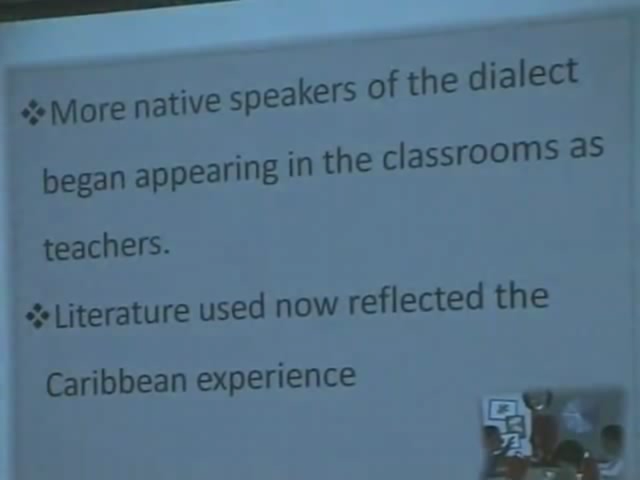 ❖More native speakers of the dialect
began appearing in the classrooms as
teachers.
❖Literature used now reflected the
Caribbean experience